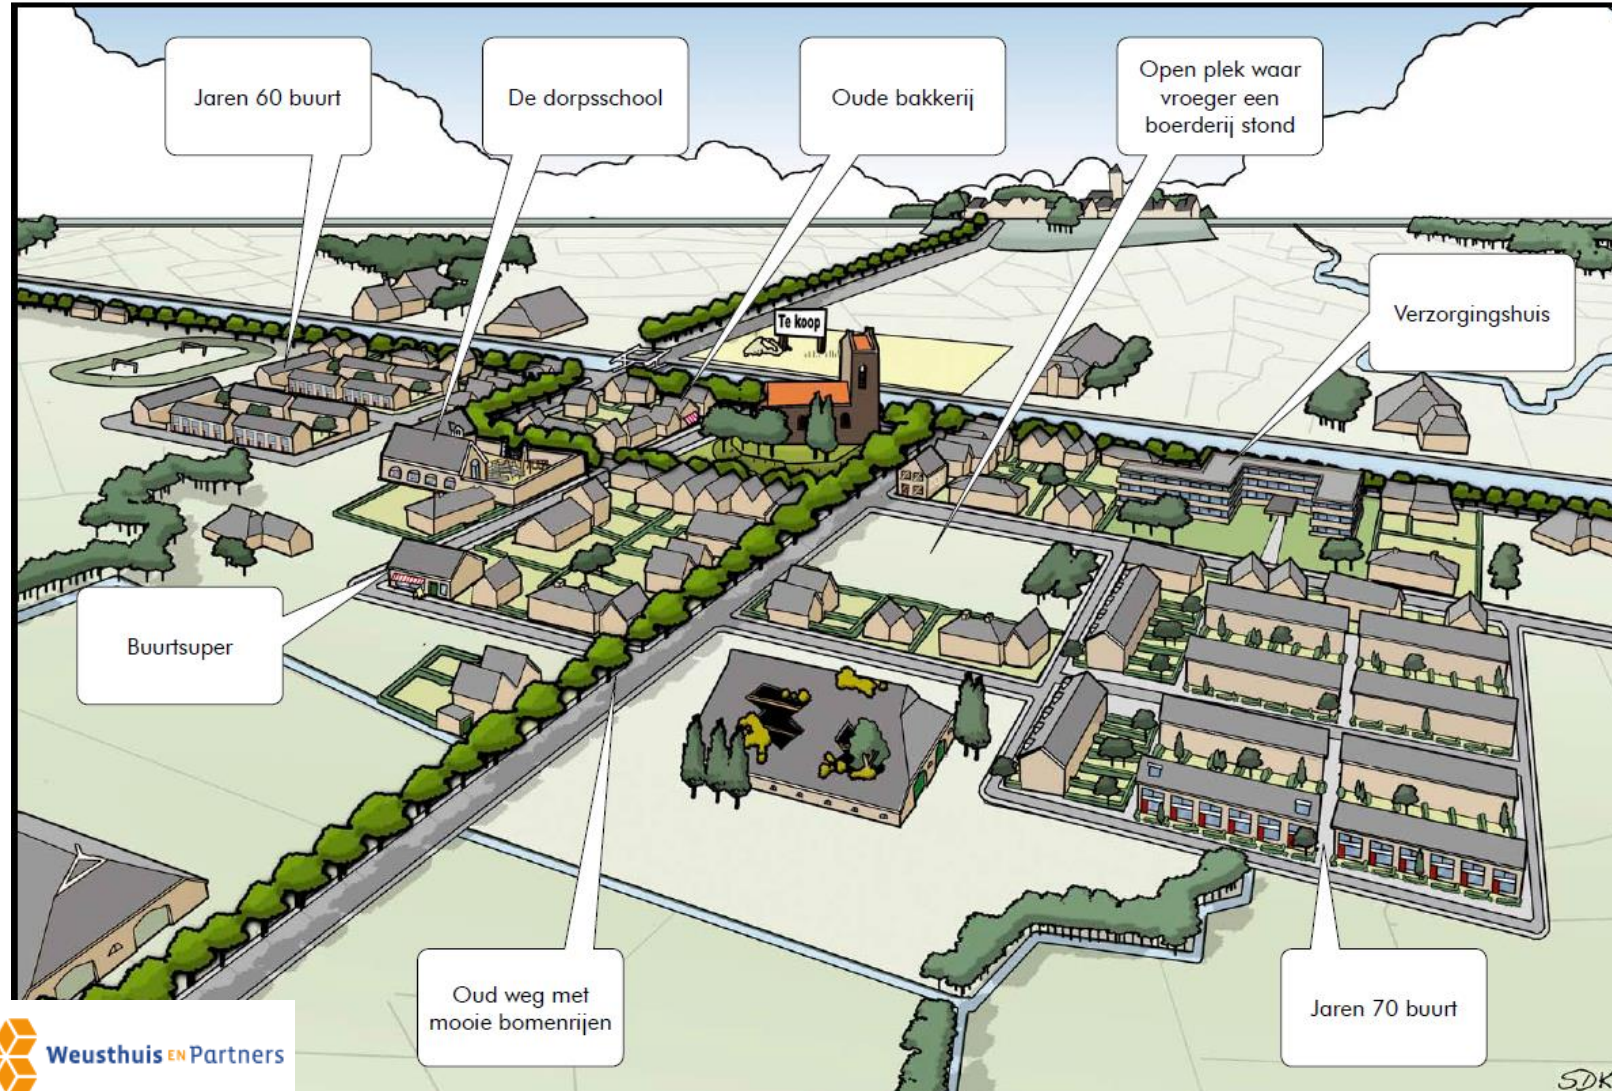 Jaren 60 buurt
De dorpsschool
Oude bakkerij
Open plek waar
vroeger een
boerderij stond
Te koop
Verzorgingshuis
Buurtsuper
Oud weg met
mooie bomenrijen
Jaren 70 buurt
Weusthuis EN Partners
SDK